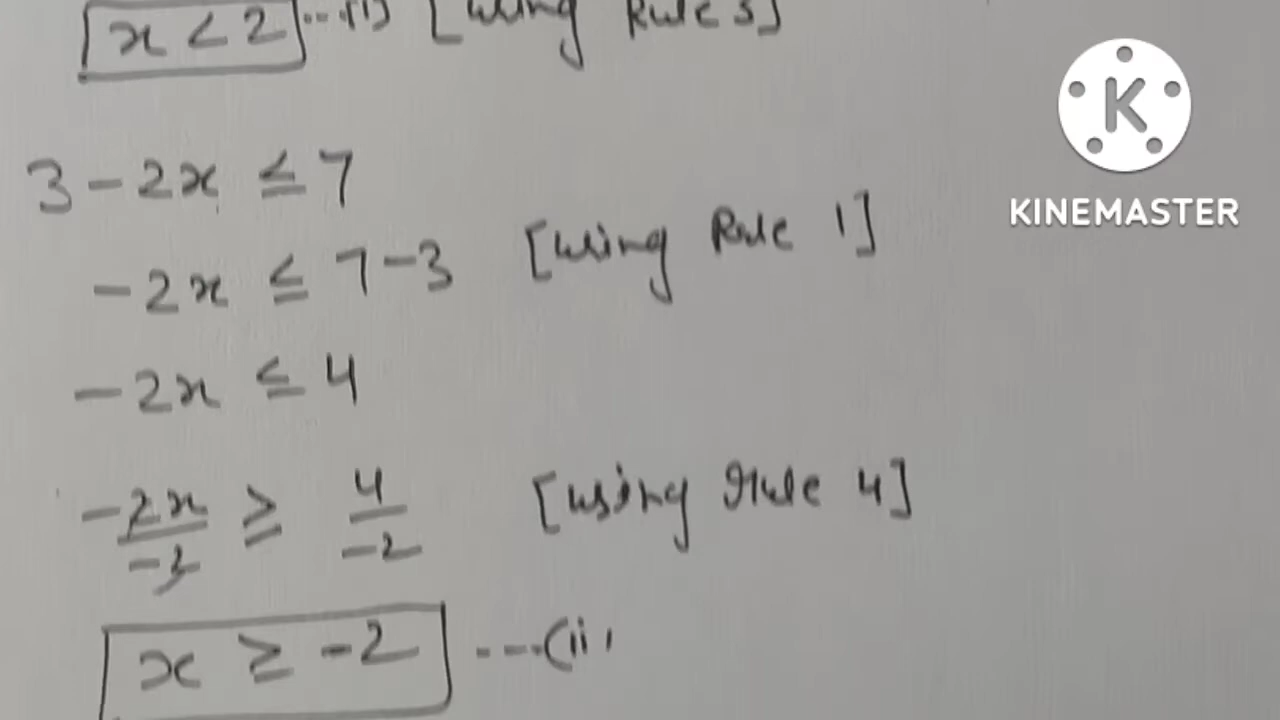 x < 2 ...(i) [using Rule 3]
3 - 2x ≤ 7
-2x ≤ 7-3 [using Rule 1]
-2x ≤ 4
-2x/-2 ≥ 4/-2 [using rule 4]
x ≥ -2 ---(ii)
K
KINEMASTER